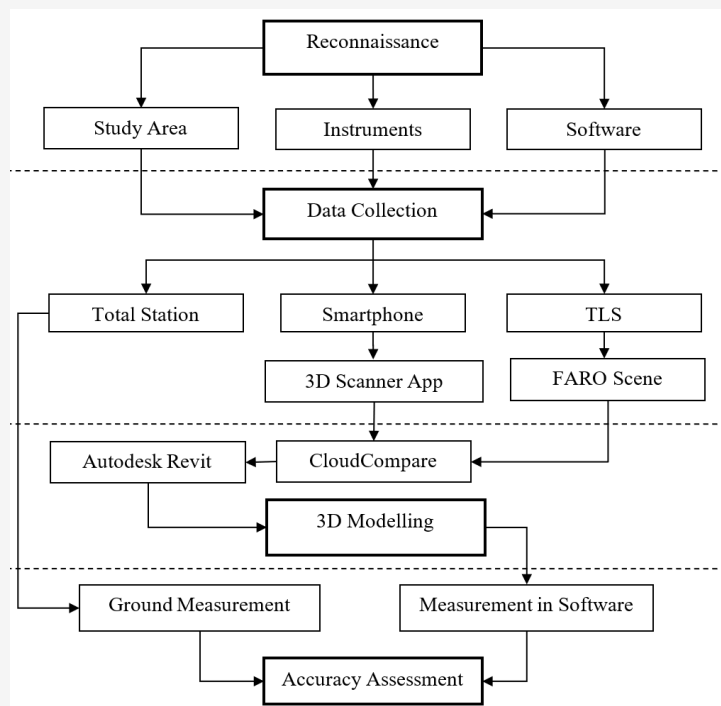 Reconnaissance
Study Area
Instruments
Software
Data Collection
Total Station
Smartphone
TLS
3D Scanner App
FARO Scene
Autodesk Revit
CloudCompare
3D Modelling
Ground Measurement
Measurement in Software
Accuracy Assessment